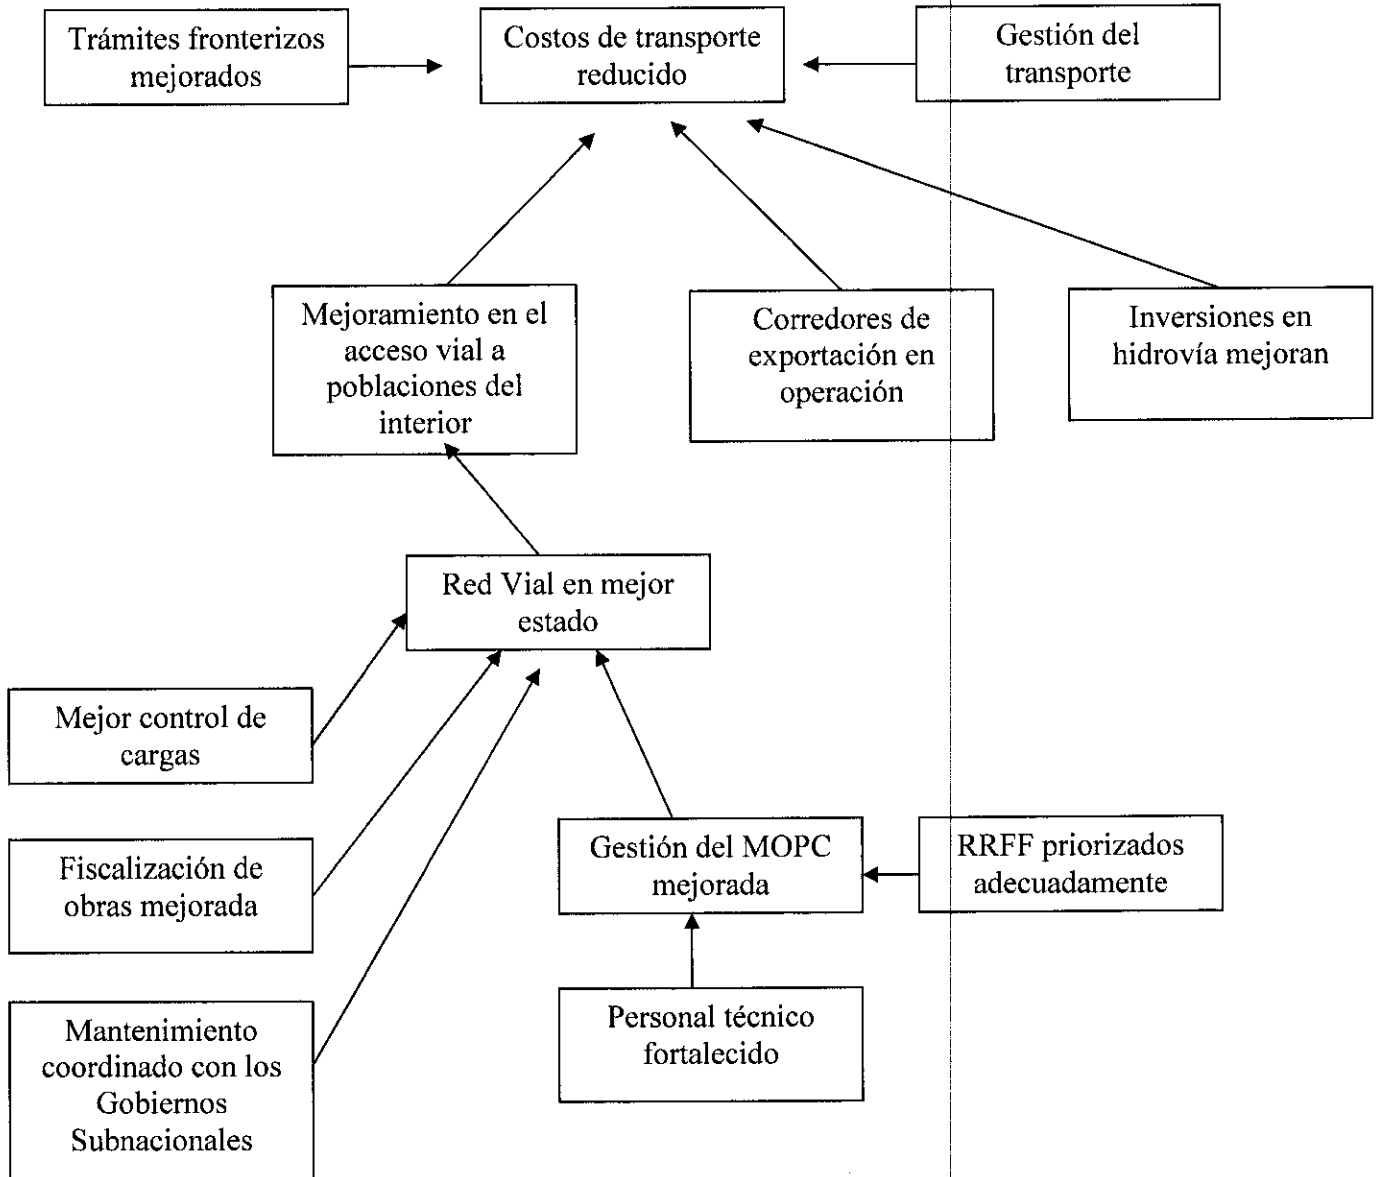 Trámites fronterizos
mejorados
Costos de transporte
reducido
Gestión del
transporte
Mejoramiento en el
acceso vial a
poblaciones del
interior
Corredores de
exportación en
operación
Inversiones en
hidrovía mejoran
Red Vial en mejor
estado
Mejor control de
cargas
Fiscalización de
obras mejorada
Gestión del MOPC
mejorada
RRFF priorizados
adecuadamente
Mantenimiento
coordinado con los
Gobiernos
Subnacionales
Personal técnico
fortalecido